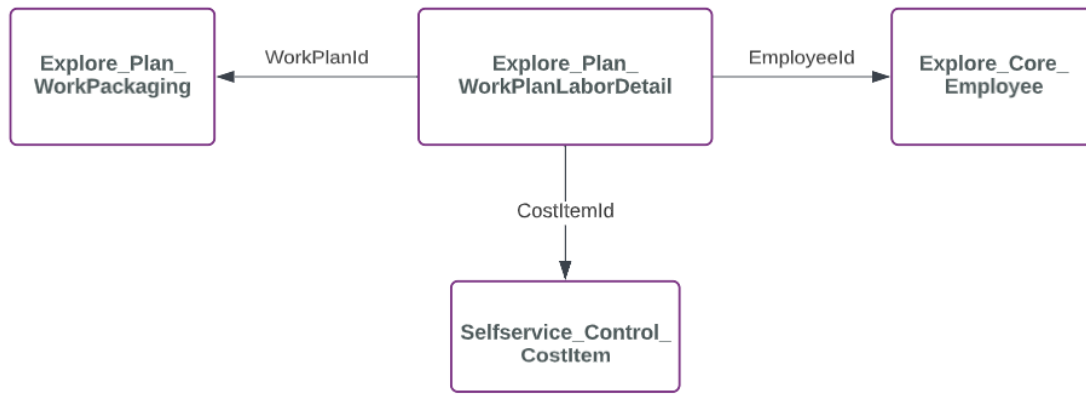 Explore_Plan_
WorkPackaging
WorkPlanId
Explore_Plan_
WorkPlanLaborDetail
EmployeeId
Explore_Core_
Employee
CostItemId
Selfservice_Control_
CostItem